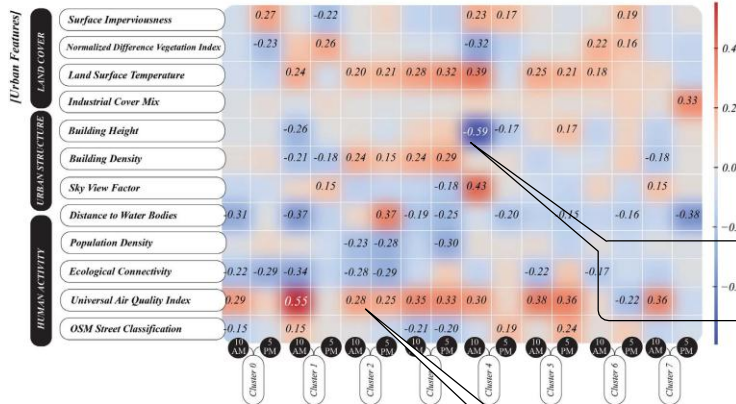 [Urban Features]
LAND COVER
URBAN STRUCTURE
HUMAN ACTIVITY
Surface Imperviousness 0.27 -0.22 0.23 0.17 0.19
Normalized Difference Vegetation Index -0.23 0.26 -0.32 0.22 0.16
Land Surface Temperature 0.24 0.20 0.21 0.28 0.32 0.39 0.25 0.21 0.18
Industrial Cover Mix 0.33
Building Height -0.26 -0.59 -0.17 0.17
Building Density -0.21 -0.18 0.24 0.15 0.24 0.29 -0.18
Sky View Factor 0.15 -0.18 0.43 0.15
Distance to Water Bodies -0.31 -0.37 0.37 -0.19 -0.25 -0.20 -0.15 -0.16 -0.38
Population Density -0.23 -0.28 -0.30
Ecological Connectivity -0.22 -0.29 -0.34 -0.28 -0.29 -0.22 -0.17
Universal Air Quality Index 0.29 0.55 0.28 0.25 0.35 0.33 0.30 0.38 0.36 -0.22 0.36
OSM Street Classification -0.15 0.15 -0.21 -0.20 0.19 0.24
10 AM 5 PM 10 AM 5 PM 10 AM 5 PM 10 AM 5 PM 10 AM 5 PM 10 AM 5 PM 10 AM 5 PM 10 AM 5 PM
Cluster 0
Cluster 1
Cluster 2
Cluster
Cluster 4
Cluster 5
Cluster 6
Cluster 7
0.4
0.2
0.0
-0.
-0.